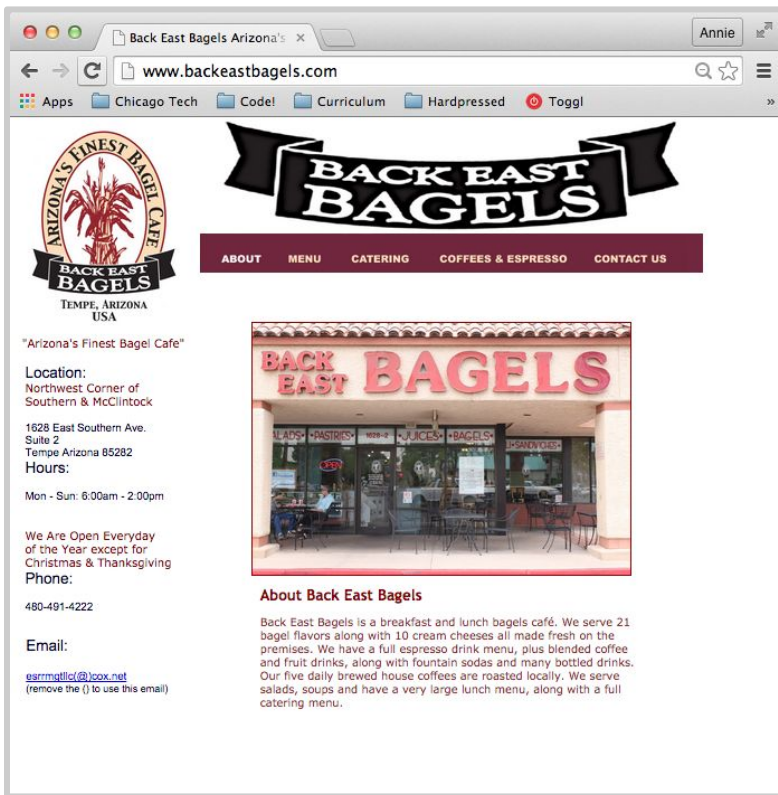 Back East Bagels Arizona's
Annie
www.backeastbagels.com
Apps Chicago Tech Code! Curriculum Hardpressed Toggl »
ARIZONA'S FINEST BAGEL CAFE
BACK EAST
BAGELS
TEMPE, ARIZONA
USA
BACK EAST
BAGELS
ABOUT MENU CATERING COFFEES & ESPRESSO CONTACT US
"Arizona's Finest Bagel Cafe"
Location:
Northwest Corner of
Southern & McClintock
1628 East Southern Ave.
Suite 2
Tempe Arizona 85282
Hours:
Mon - Sun: 6:00am - 2:00pm
We Are Open Everyday
of the Year except for
Christmas & Thanksgiving
Phone:
480-491-4222
Email:
esrrmgtllc(@)cox.net
(remove the () to use this email)
BACK
EAST
BAGELS
ALADS• •PASTRIES• 1628-2 •JUICES• •BAGELS• •SANDWICHES•
OPEN
About Back East Bagels
Back East Bagels is a breakfast and lunch bagels café. We serve 21
bagel flavors along with 10 cream cheeses all made fresh on the
premises. We have a full espresso drink menu, plus blended coffee
and fruit drinks, along with fountain sodas and many bottled drinks.
Our five daily brewed house coffees are roasted locally. We serve
salads, soups and have a very large lunch menu, along with a full
catering menu.